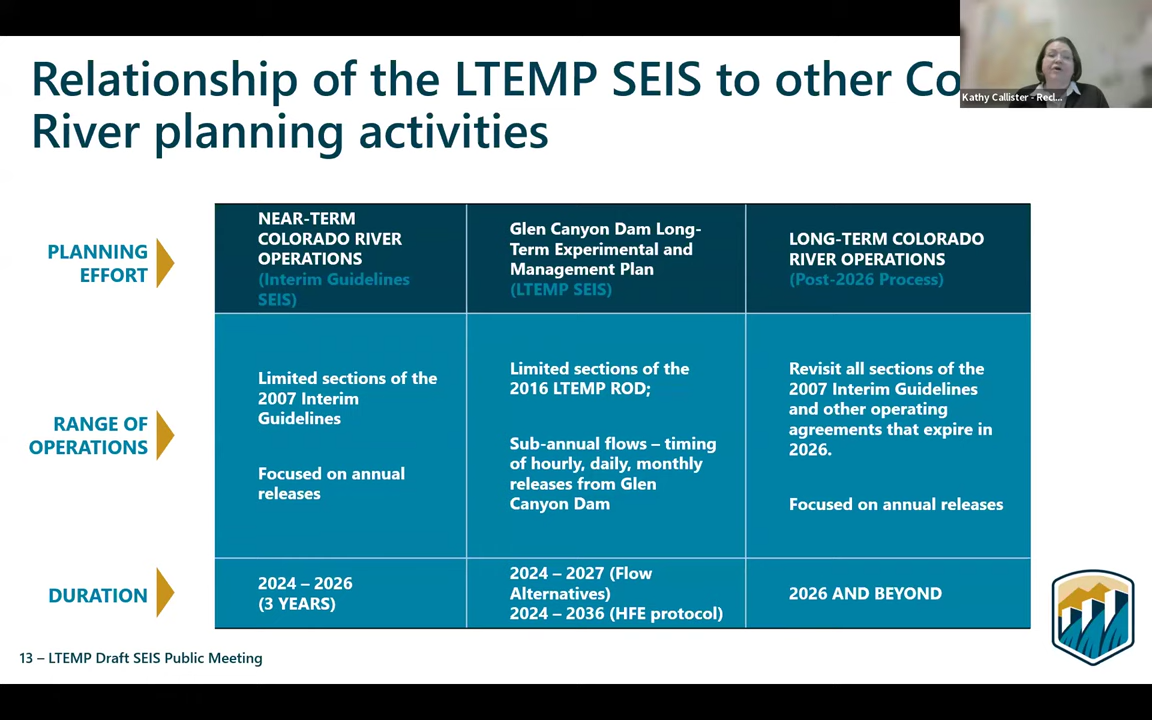 Relationship of the LTEMP SEIS to other Co
River planning activities
Kathy Callister - Recl...
PLANNING
EFFORT
NEAR-TERM
COLORADO RIVER
OPERATIONS
(Interim Guidelines
SEIS)
Glen Canyon Dam Long-
Term Experimental and
Management Plan
(LTEMP SEIS)
LONG-TERM COLORADO
RIVER OPERATIONS
(Post-2026 Process)
RANGE OF
OPERATIONS
Limited sections of the
2007 Interim
Guidelines
Focused on annual
releases
Limited sections of the
2016 LTEMP ROD;
Sub-annual flows – timing
of hourly, daily, monthly
releases from Glen
Canyon Dam
Revisit all sections of the
2007 Interim Guidelines
and other operating
agreements that expire in
2026.
Focused on annual releases
DURATION
2024 – 2026
(3 YEARS)
2024 – 2027 (Flow
Alternatives)
2024 – 2036 (HFE protocol)
2026 AND BEYOND
13 – LTEMP Draft SEIS Public Meeting